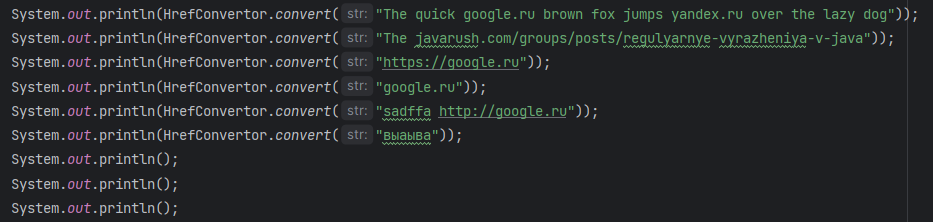 System.out.println(HrefConvertor.convert( str: "The quick google.ru brown fox jumps yandex.ru over the lazy dog"));
System.out.println(HrefConvertor.convert( str: "The javarush.com/groups/posts/regulyarnye-vyrazheniya-v-java"));
System.out.println(HrefConvertor.convert( str: "https://google.ru"));
System.out.println(HrefConvertor.convert( str: "google.ru"));
System.out.println(HrefConvertor.convert( str: "sadffa http://google.ru"));
System.out.println(HrefConvertor.convert( str: "выаыва"));
System.out.println();
System.out.println();
System.out.println();